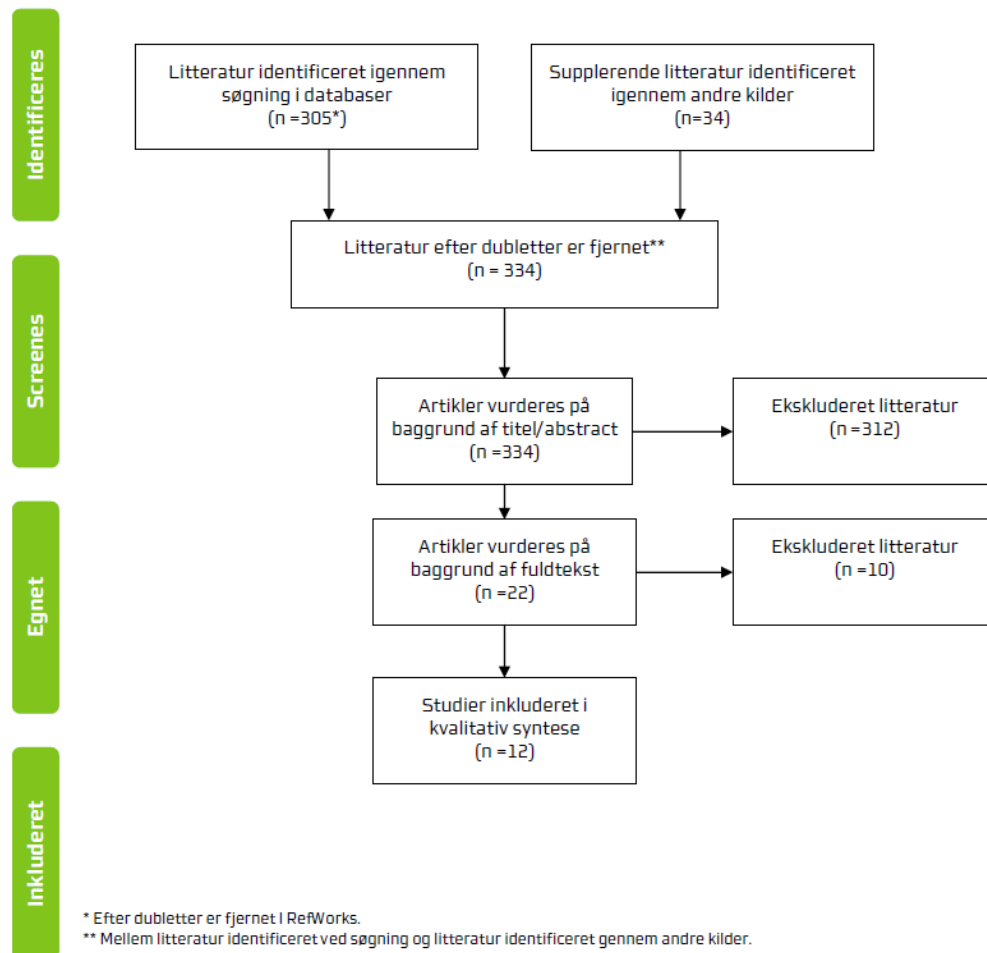 Identificeres
Litteratur identificeret igennem
søgning i databaser
(n =305*)
Supplerende litteratur identificeret
igennem andre kilder
(n=34)
Litteratur efter dubletter er fjernet**
(n = 334)
Screenes
Artikler vurderes på
baggrund af titel/abstract
(n =334)
Ekskluderet litteratur
(n =312)
Egnet
Artikler vurderes på
baggrund af fuldtekst
(n =22)
Ekskluderet litteratur
(n =10)
Studier inkluderet i
kvalitativ syntese
(n =12)
Inkluderet
* Efter dubletter er fjernet I RefWorks.
** Mellem litteratur identificeret ved søgning og litteratur identificeret gennem andre kilder.